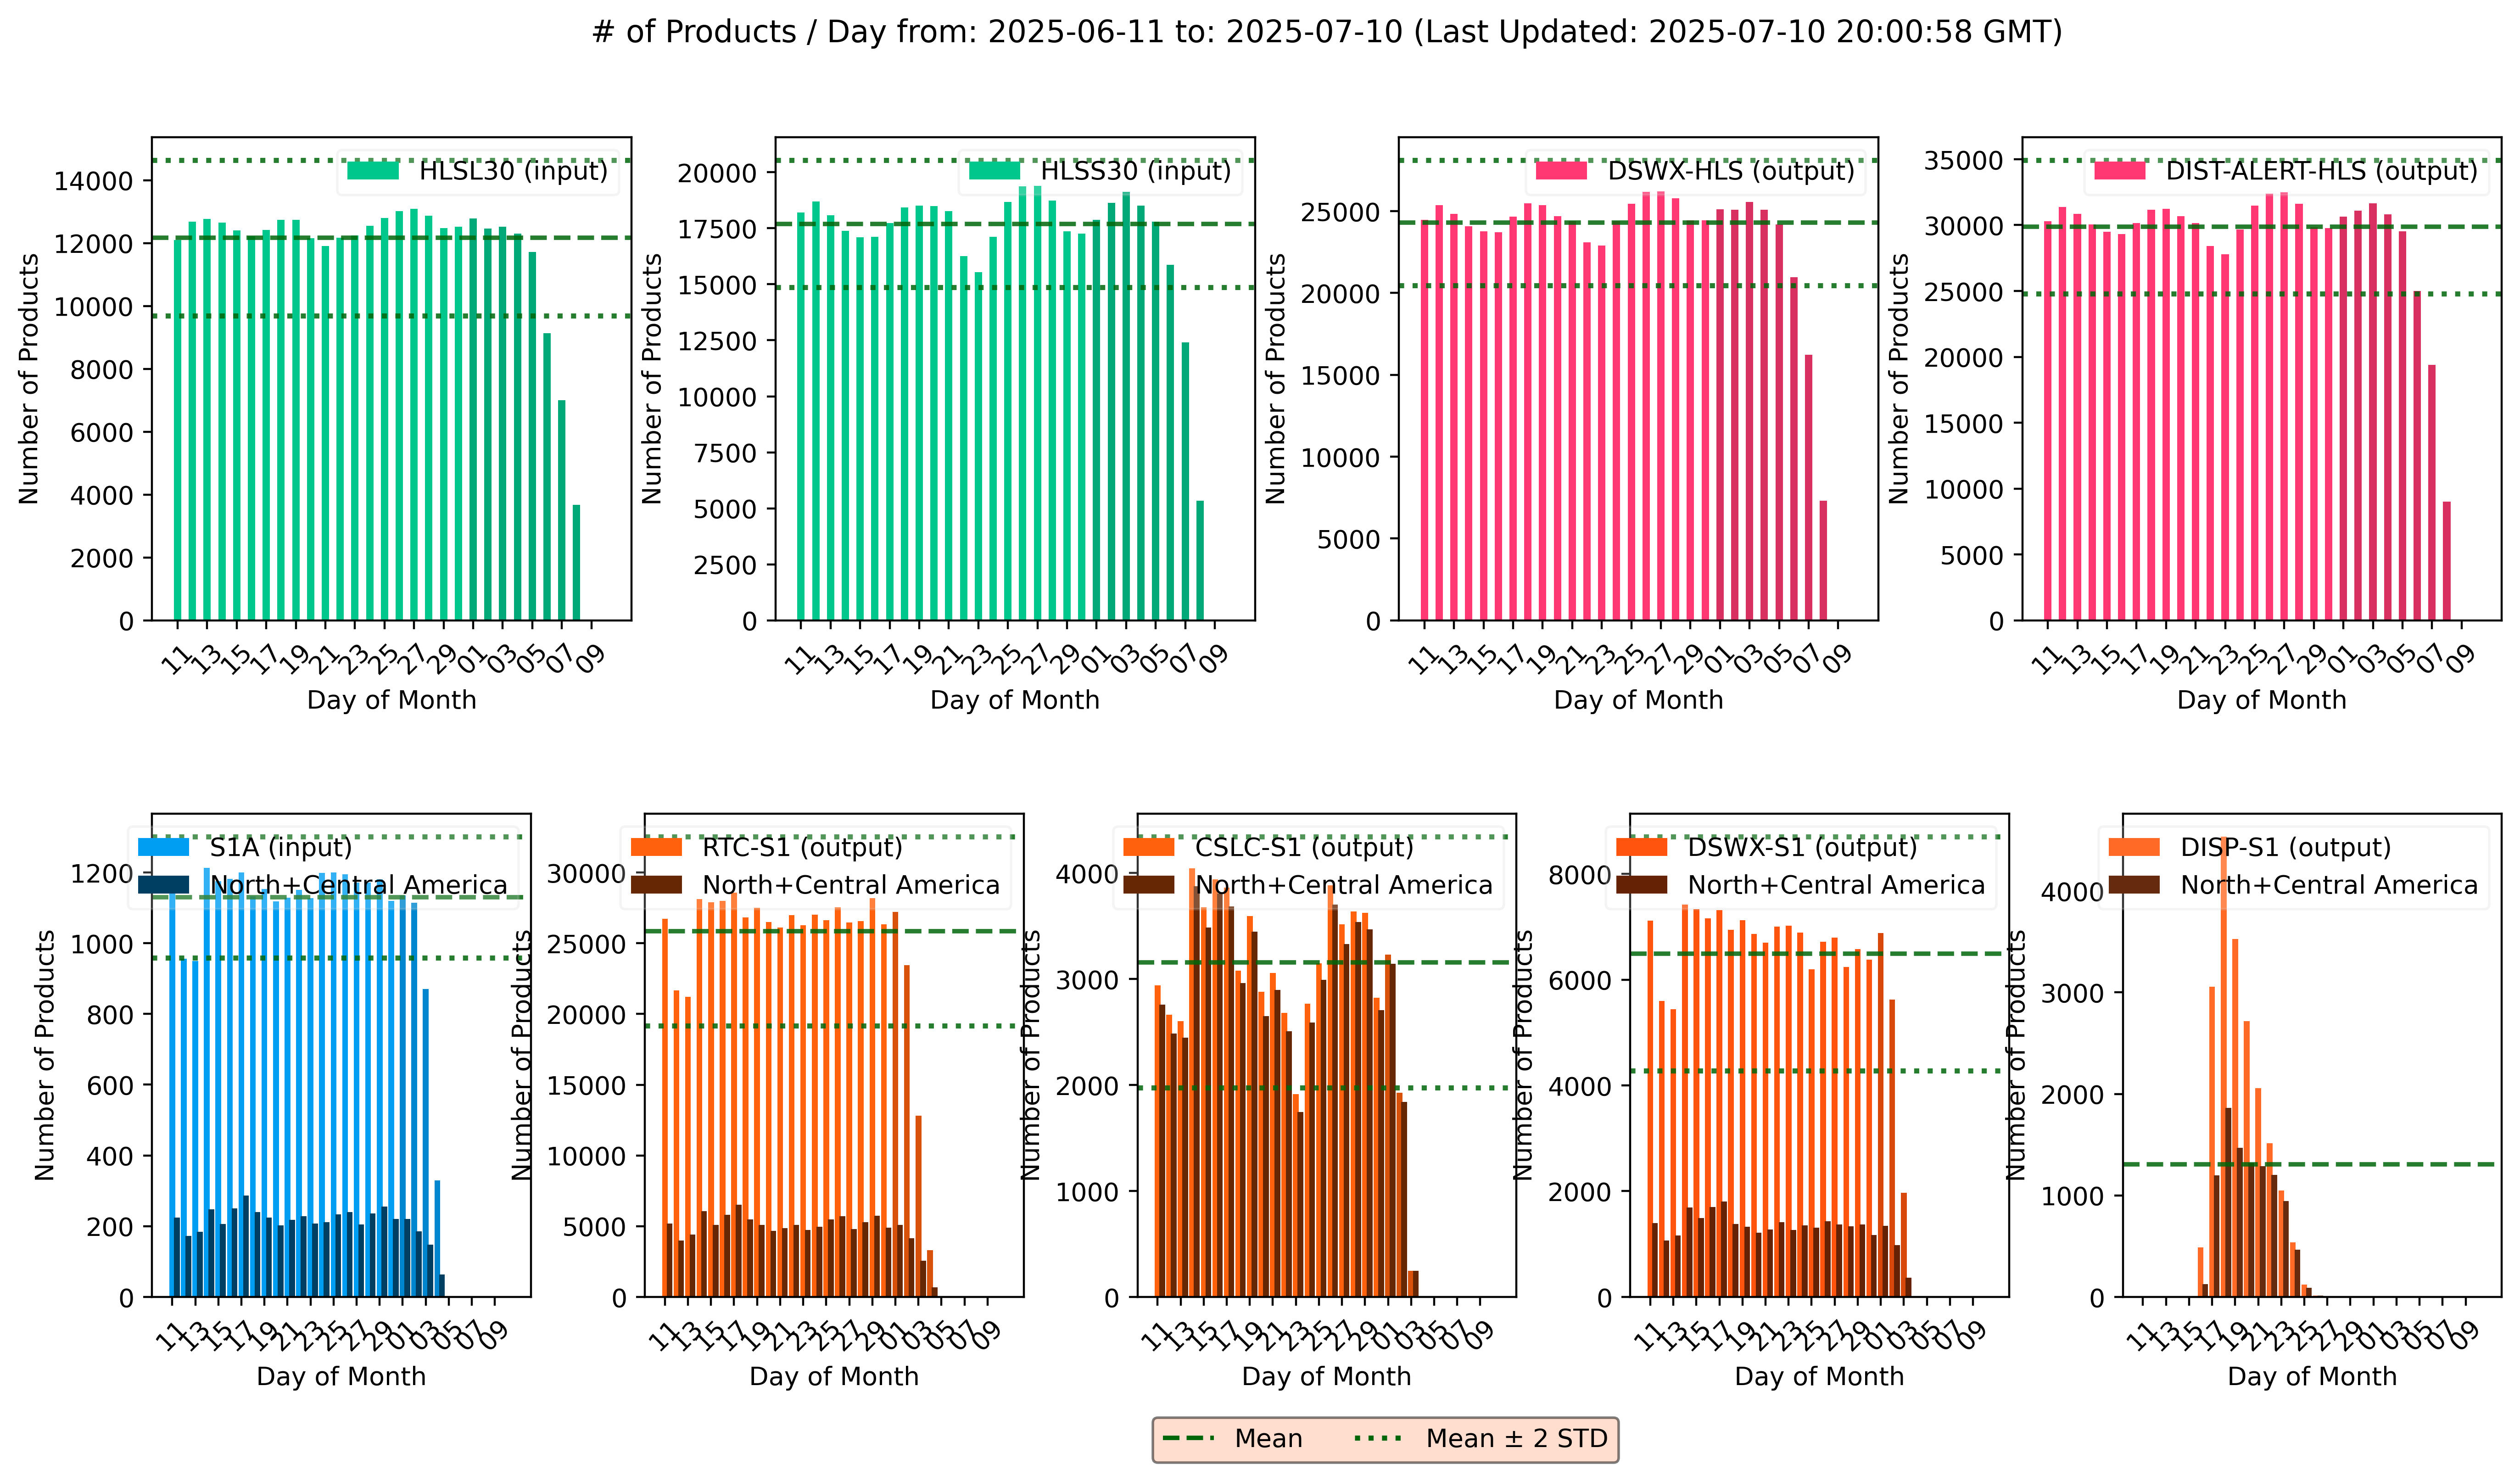 # of Products / Day from: 2025-06-11 to: 2025-07-10 (Last Updated: 2025-07-10 20:00:58 GMT)
HLSL30 (input)
Number of Products
14000
12000
10000
8000
6000
4000
2000
0
11 13 15 17 19 21 23 25 27 29 01 03 05 07 09
Day of Month
HLSS30 (input)
Number of Products
20000
17500
15000
12500
10000
7500
5000
2500
0
11 13 15 17 19 21 23 25 27 29 01 03 05 07 09
Day of Month
DSWX-HLS (output)
Number of Products
25000
20000
15000
10000
5000
0
11 13 15 17 19 21 23 25 27 29 01 03 05 07 09
Day of Month
DIST-ALERT-HLS (output)
Number of Products
35000
30000
25000
20000
15000
10000
5000
0
11 13 15 17 19 21 23 25 27 29 01 03 05 07 09
Day of Month
S1A (input)
North+Central America
Number of Products
1200
1000
800
600
400
200
0
11 13 15 17 19 21 23 25 27 29 01 03 05 07 09
Day of Month
RTC-S1 (output)
North+Central America
Number of Products
30000
25000
20000
15000
10000
5000
0
11 13 15 17 19 21 23 25 27 29 01 03 05 07 09
Day of Month
CSLC-S1 (output)
North+Central America
Number of Products
4000
3000
2000
1000
0
11 13 15 17 19 21 23 25 27 29 01 03 05 07 09
Day of Month
DSWX-S1 (output)
North+Central America
Number of Products
8000
6000
4000
2000
0
11 13 15 17 19 21 23 25 27 29 01 03 05 07 09
Day of Month
DISP-S1 (output)
North+Central America
Number of Products
4000
3000
2000
1000
0
11 13 15 17 19 21 23 25 27 29 01 03 05 07 09
Day of Month
Mean
Mean ± 2 STD